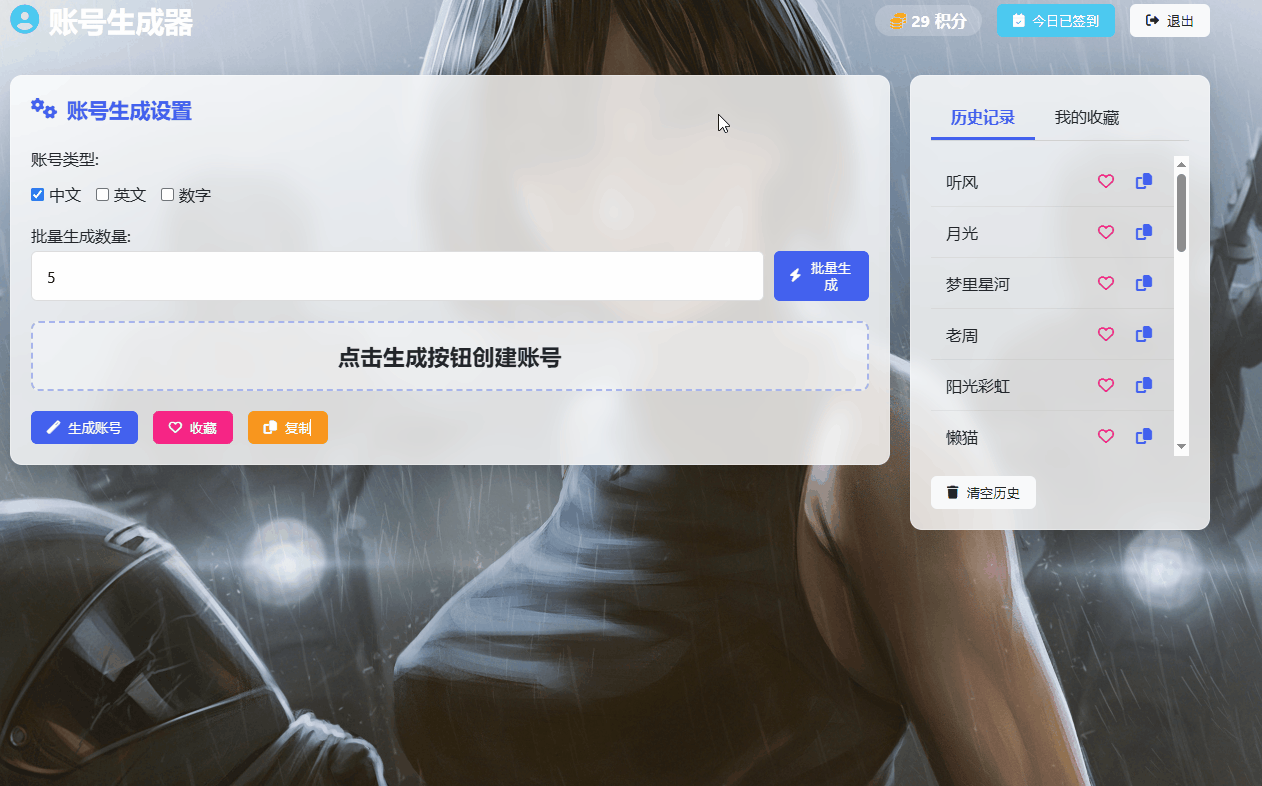 账号生成器
29 积分
今日已签到
退出
账号生成设置
账号类型:
中文
英文
数字
批量生成数量:
5
批量生
成
点击生成按钮创建账号
生成账号
收藏
复制
历史记录
我的收藏
听风
月光
梦里星河
老周
阳光彩虹
懒猫
清空历史